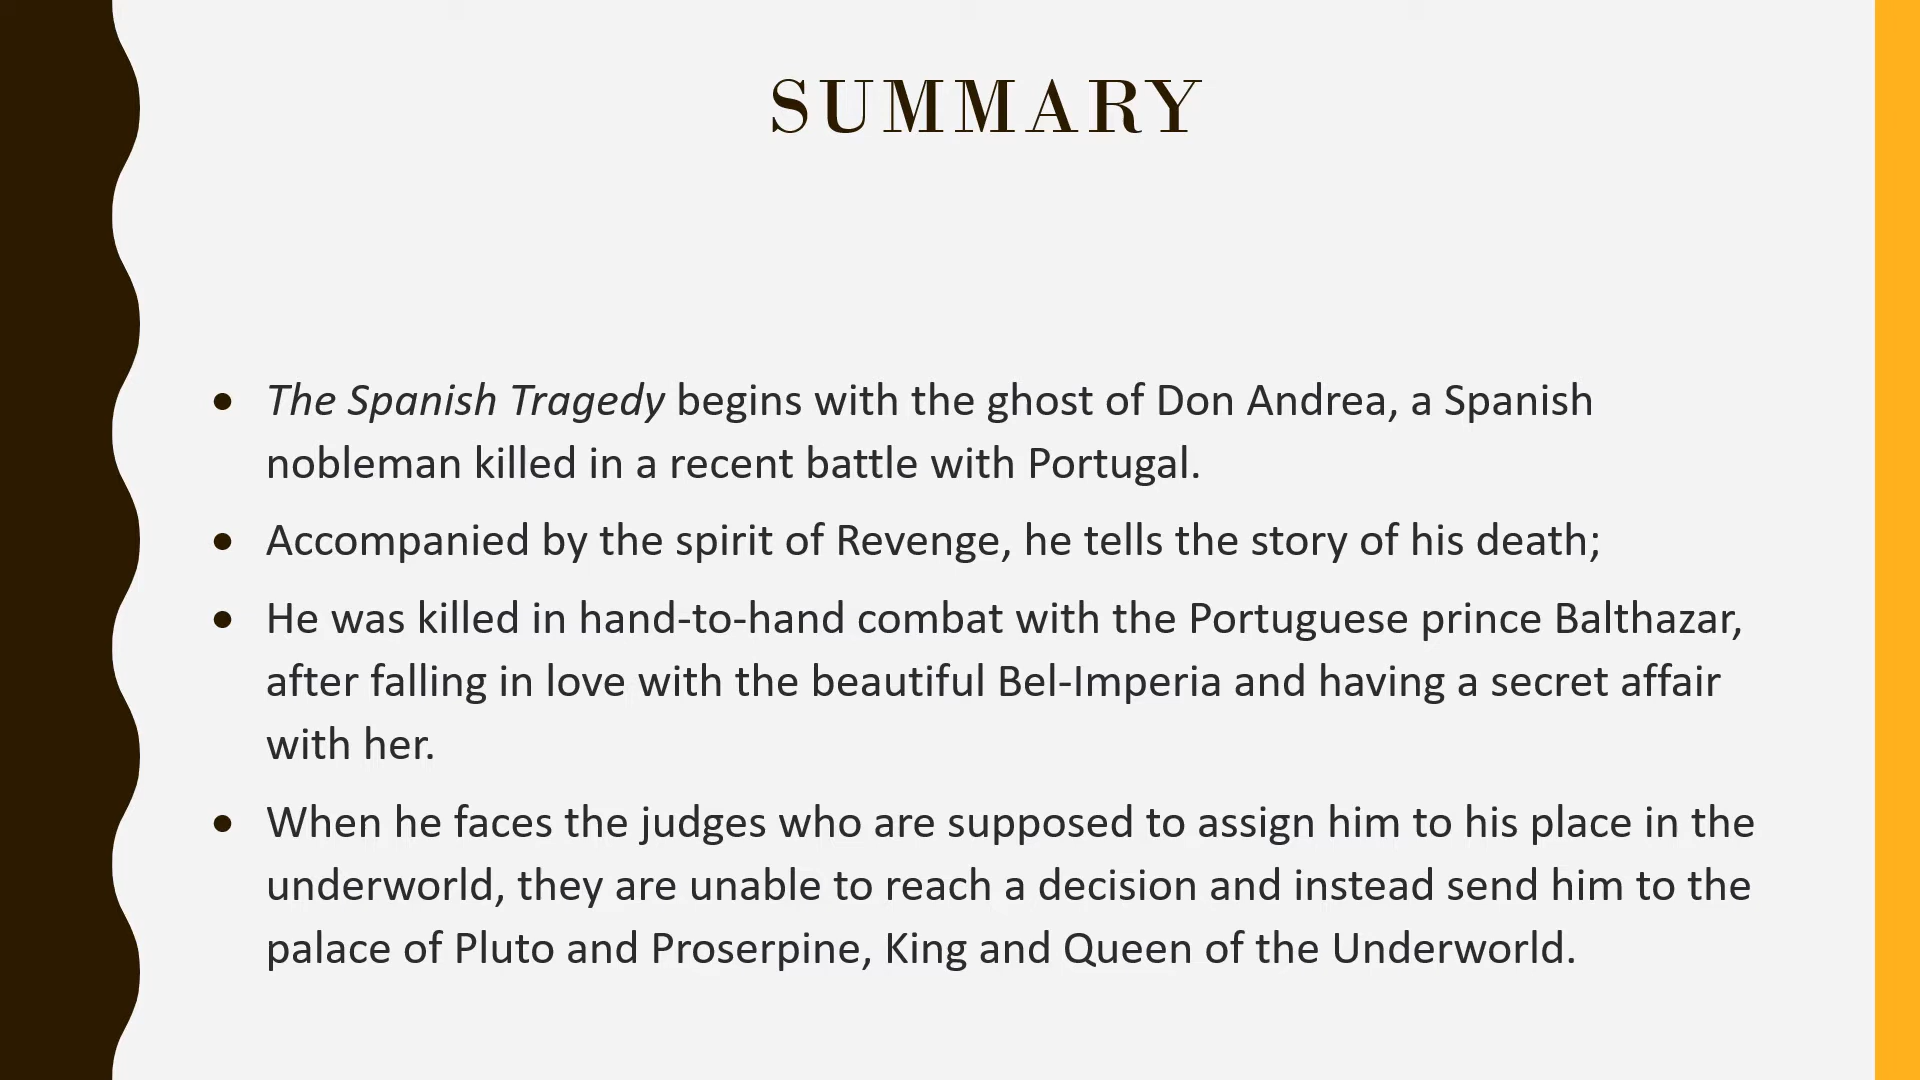 SUMMARY
• The Spanish Tragedy begins with the ghost of Don Andrea, a Spanish
nobleman killed in a recent battle with Portugal.
• Accompanied by the spirit of Revenge, he tells the story of his death;
• He was killed in hand-to-hand combat with the Portuguese prince Balthazar,
after falling in love with the beautiful Bel-Imperia and having a secret affair
with her.
• When he faces the judges who are supposed to assign him to his place in the
underworld, they are unable to reach a decision and instead send him to the
palace of Pluto and Proserpine, King and Queen of the Underworld.